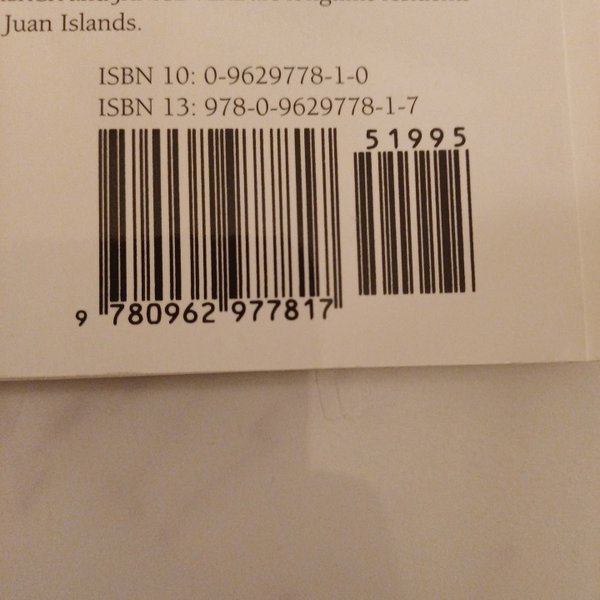 Juan Islands.
ISBN 10: 0-9629778-1-0
ISBN 13: 978-0-9629778-1-7
51995
9 780962 977817